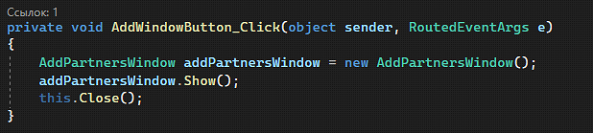 Ссылок: 1
private void AddWindowButton_Click(object sender, RoutedEventArgs e)
{
    AddPartnersWindow addPartnersWindow = new AddPartnersWindow();
    addPartnersWindow.Show();
    this.Close();
}